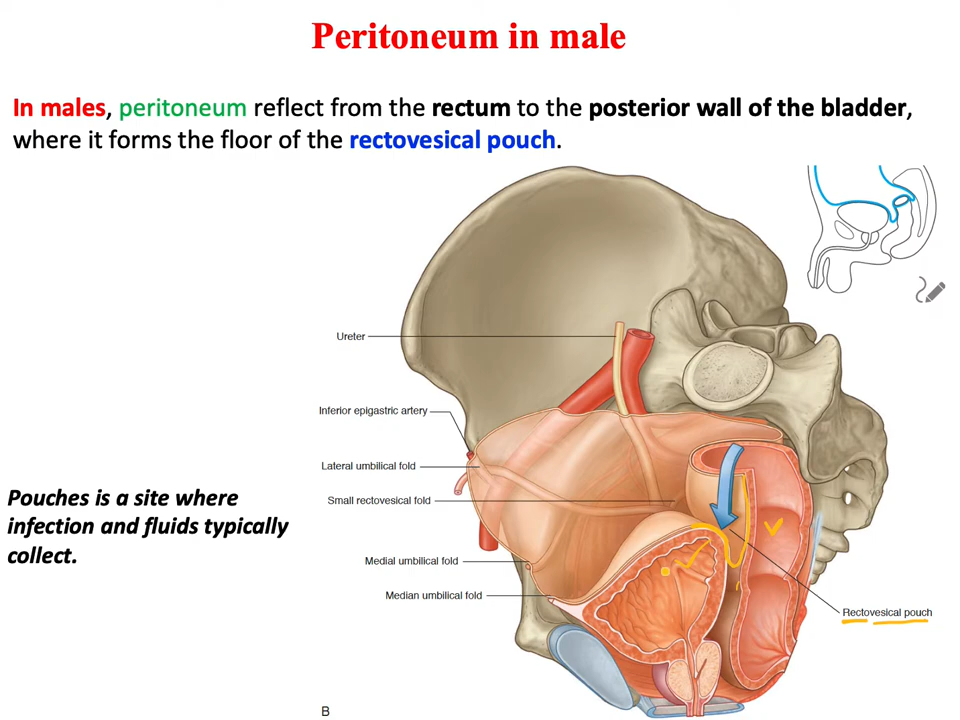 Peritoneum in male
In males, peritoneum reflect from the rectum to the posterior wall of the bladder,
where it forms the floor of the rectovesical pouch.
Ureter
Inferior epigastric artery
Lateral umbilical fold
Small rectovesical fold
Pouches is a site where
infection and fluids typically
collect.
Medial umbilical fold
Median umbilical fold
Rectovesical pouch
B